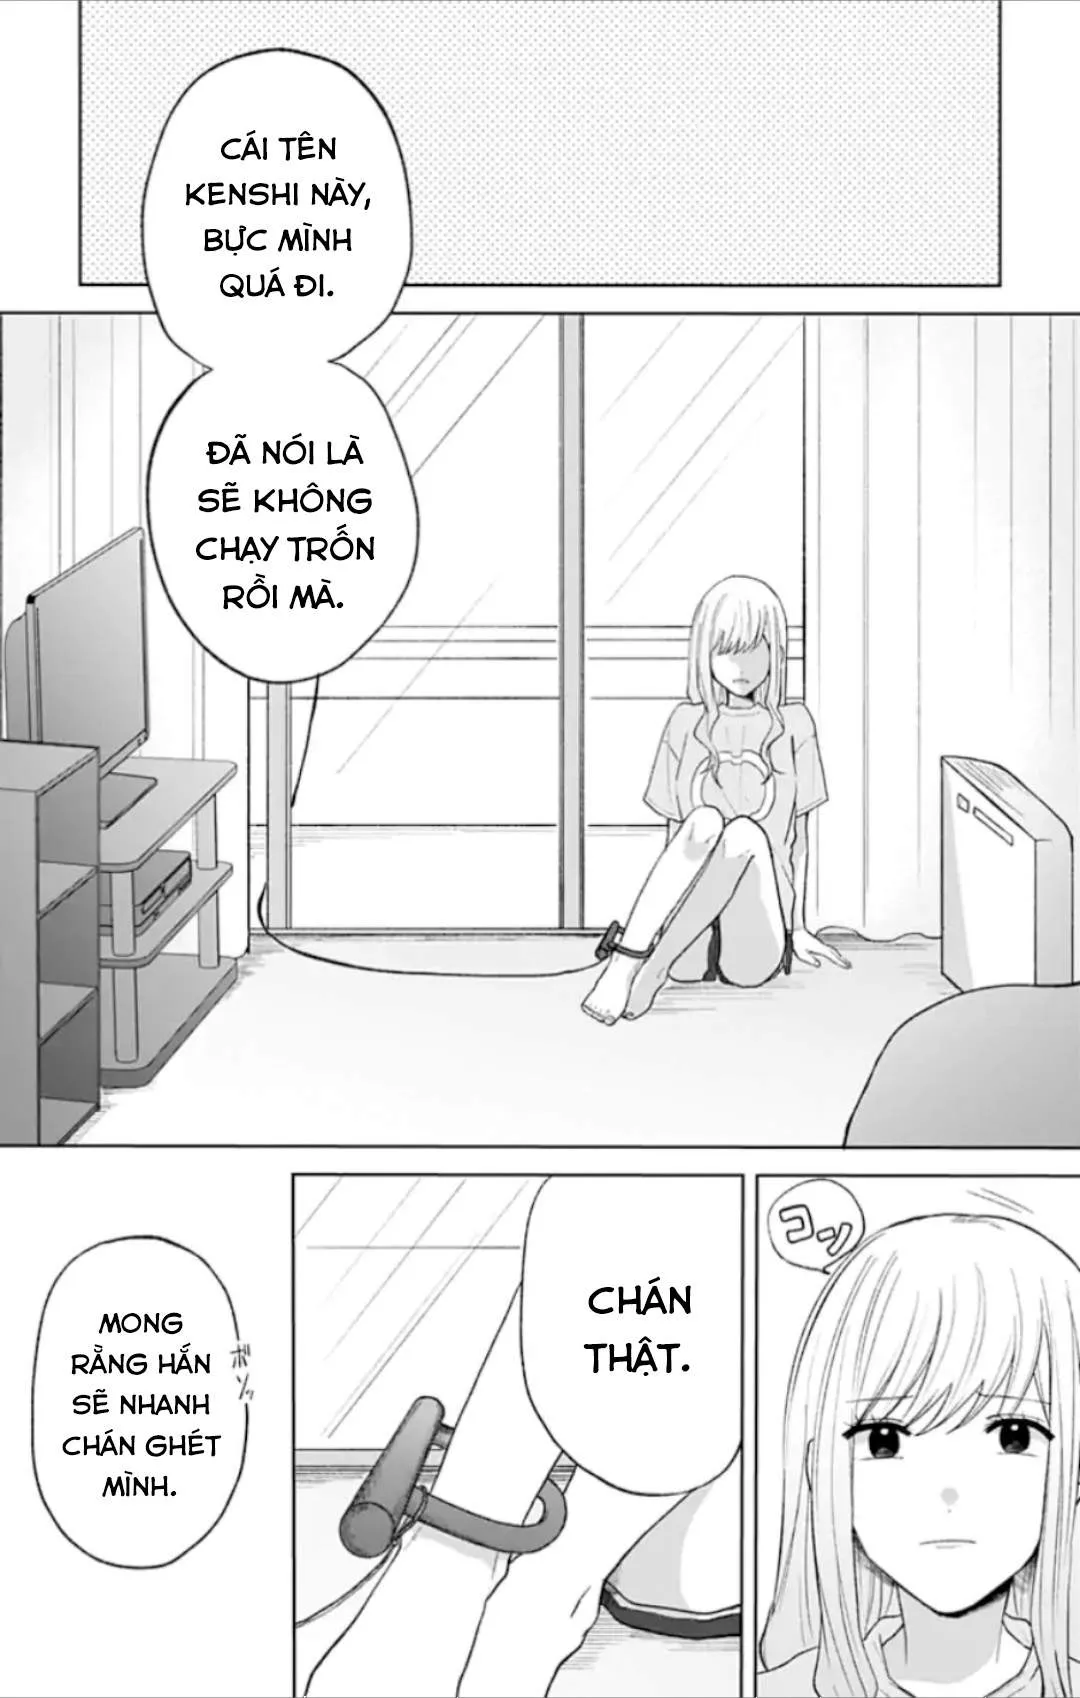 CÁI TÊN
KENSHI NÀY,
BỰC MÌNH
QUÁ ĐI.
ĐÃ NÓI LÀ
SẼ KHÔNG
CHẠY TRỐN
RỒI MÀ.
コン
CHÁN
THẬT.
MONG
RẰNG HẮN
SẼ NHANH
CHÁN GHÉT
MÌNH.
ボソッ